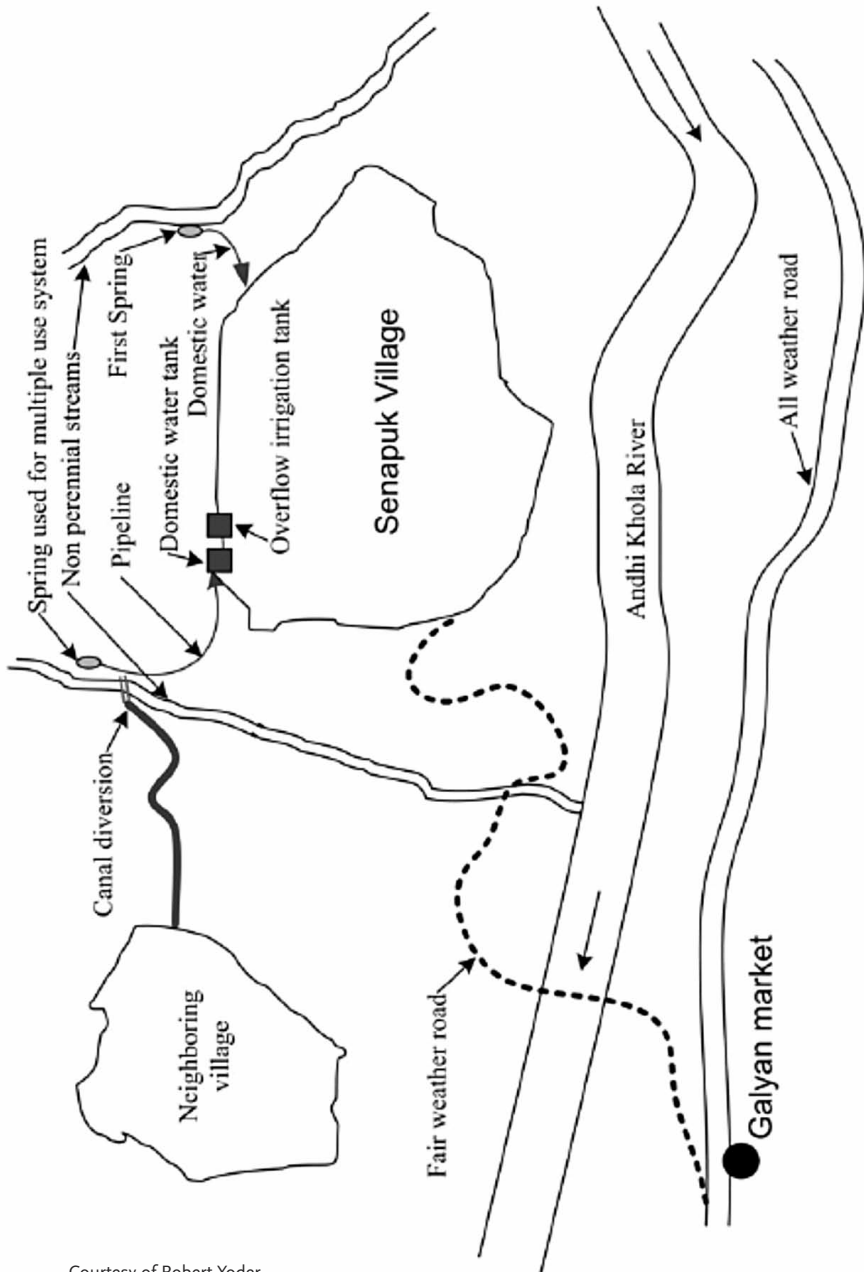 Spring used for multiple use system
Non perennial streams
First Spring
Pipeline
Domestic water tank
Domestic water
Overflow irrigation tank
Canal diversion
Senapuk Village
Neighboring
village
Andhi Khola River
All weather road
Fair weather road
Galyan market
Courtesy of Robert Yoder